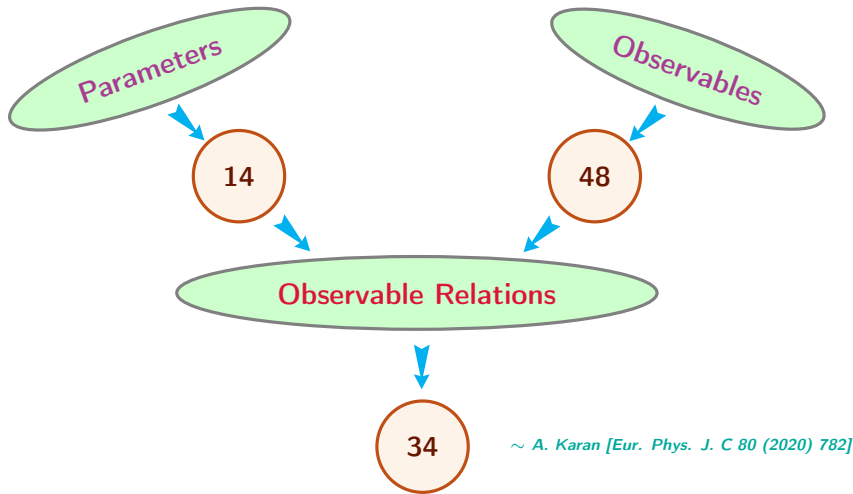 Parameters
Observables
14
48
Observable Relations
34
∼ A. Karan [Eur. Phys. J. C 80 (2020) 782]